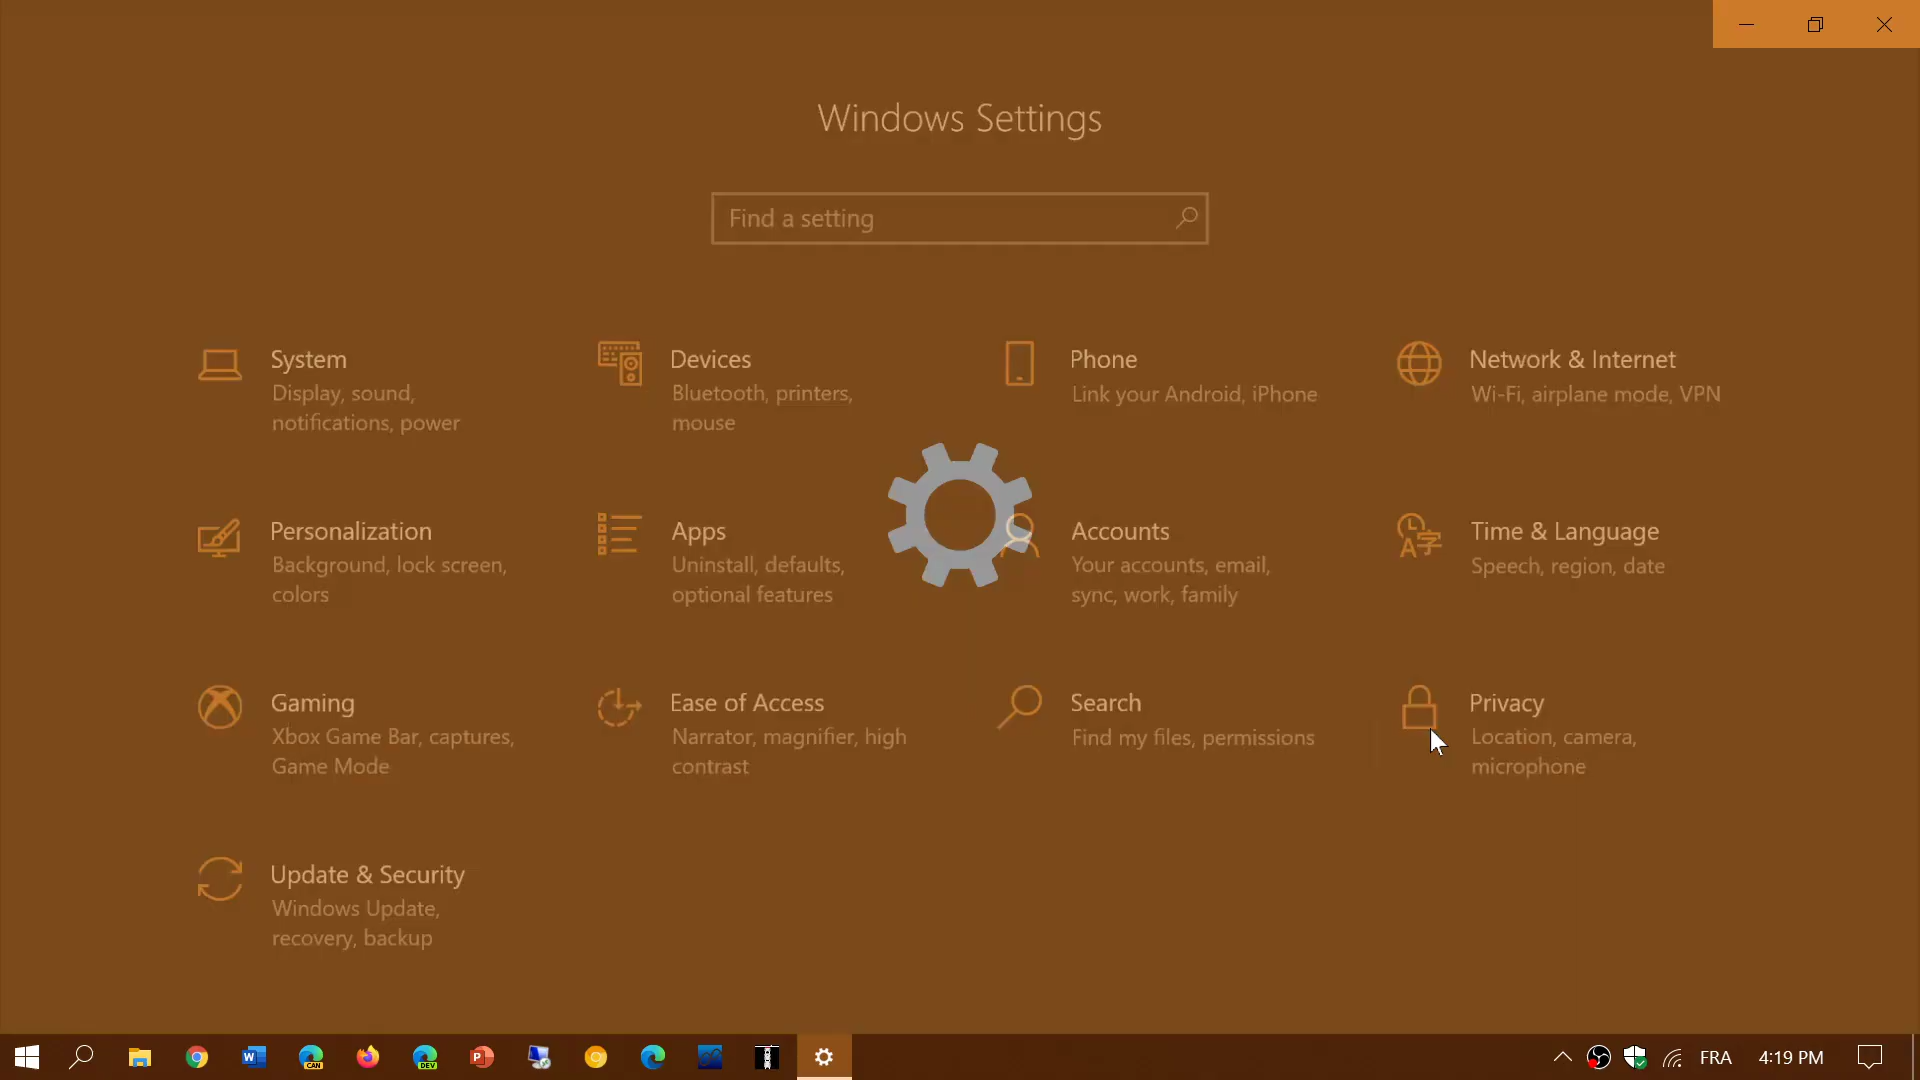 Windows Settings
Find a setting
System
Display, sound,
notifications, power
Devices
Bluetooth, printers,
mouse
Phone
Link your Android, iPhone
Network & Internet
Wi-Fi, airplane mode, VPN
Personalization
Background, lock screen,
colors
Apps
Uninstall, defaults,
optional features
Accounts
Your accounts, email,
sync, work, family
Time & Language
Speech, region, date
Gaming
Xbox Game Bar, captures,
Game Mode
Ease of Access
Narrator, magnifier, high
contrast
Search
Find my files, permissions
Privacy
Location, camera,
microphone
Update & Security
Windows Update,
recovery, backup
W
CAN
DEV
P
FRA
4:19 PM